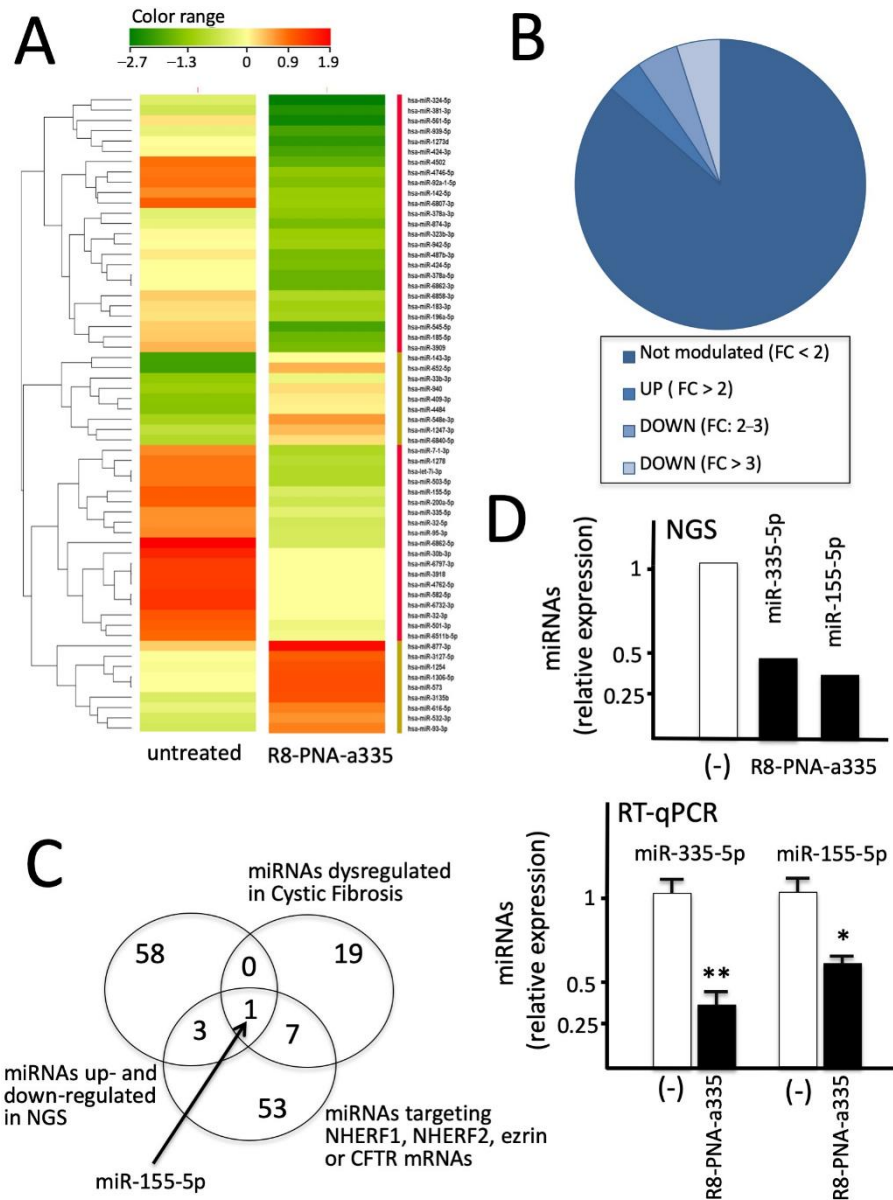 A
Color range
−2.7 −1.3 0 0.9 1.9
hsa-miR-324-5p
hsa-miR-381-3p
hsa-miR-561-5p
hsa-miR-939-5p
hsa-miR-1273d
hsa-miR-424-3p
hsa-miR-4502
hsa-miR-4746-5p
hsa-miR-92a-1-5p
hsa-miR-142-5p
hsa-miR-6807-3p
hsa-miR-378a-3p
hsa-miR-874-3p
hsa-miR-323b-3p
hsa-miR-942-5p
hsa-miR-487b-3p
hsa-miR-424-5p
hsa-miR-378a-5p
hsa-miR-6862-3p
hsa-miR-6858-3p
hsa-miR-183-3p
hsa-miR-196a-5p
hsa-miR-545-5p
hsa-miR-185-5p
hsa-miR-3909
hsa-miR-143-3p
hsa-miR-652-5p
hsa-miR-33b-3p
hsa-miR-940
hsa-miR-409-3p
hsa-miR-4484
hsa-miR-548e-3p
hsa-miR-1247-3p
hsa-miR-6840-5p
hsa-miR-7-1-3p
hsa-miR-1278
hsa-let-7i-3p
hsa-miR-503-5p
hsa-miR-155-5p
hsa-miR-200a-5p
hsa-miR-335-5p
hsa-miR-32-5p
hsa-miR-95-3p
hsa-miR-6862-5p
hsa-miR-30b-3p
hsa-miR-6797-3p
hsa-miR-3918
hsa-miR-4762-5p
hsa-miR-582-5p
hsa-miR-6732-3p
hsa-miR-32-3p
hsa-miR-501-3p
hsa-miR-6511b-5p
hsa-miR-877-3p
hsa-miR-3127-5p
hsa-miR-1254
hsa-miR-1306-5p
hsa-miR-573
hsa-miR-3135b
hsa-miR-616-5p
hsa-miR-532-3p
hsa-miR-93-3p
untreated R8-PNA-a335
B
Not modulated (FC < 2)
UP ( FC > 2)
DOWN (FC: 2–3)
DOWN (FC > 3)
C
miRNAs dysregulated
in Cystic Fibrosis
58 0 19
1
3 7
53
miRNAs up- and
down-regulated
in NGS
miRNAs targeting
NHERF1, NHERF2, ezrin
or CFTR mRNAs
miR-155-5p
D
NGS
miRNAs
(relative expression)
1
0.5
0.25
miR-335-5p
miR-155-5p
(-) R8-PNA-a335
RT-qPCR
miR-335-5p miR-155-5p
miRNAs
(relative expression)
1
0.5
0.25
**
*
(-)
R8-PNA-a335
(-)
R8-PNA-a335